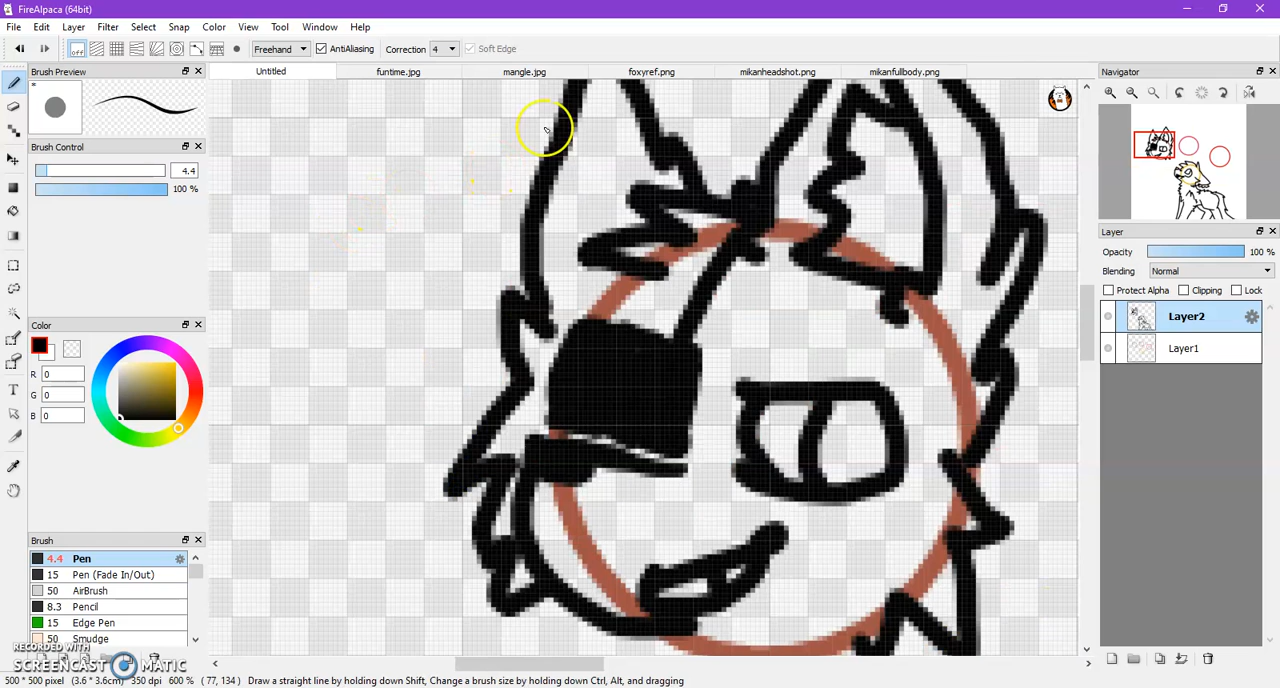 FireAlpaca (64bit)
File Edit Layer Filter Select Snap Color View Tool Window Help
off Freehand AntiAliasing Correction 4 Soft Edge
Brush Preview
Untitled funtime.jpg mangle.jpg foxyref.png mikanheadshot.png mikanfullbody.png
Navigator
Brush Control
4.4
100 %
Layer
Opacity 100 %
Blending Normal
Protect Alpha Clipping Lock
Layer2
Layer1
Color
R 0
G 0
B 0
Brush
4.4 Pen
15 Pen (Fade In/Out)
50 AirBrush
8.3 Pencil
15 Edge Pen
50 Smudge
RECORDED WITH
SCREENCAST MATIC
500 * 500 pixel (3.6 * 3.6cm) 350 dpi 600 % ( 77, 134 ) Draw a straight line by holding down Shift, Change a brush size by holding down Ctrl, Alt, and dragging